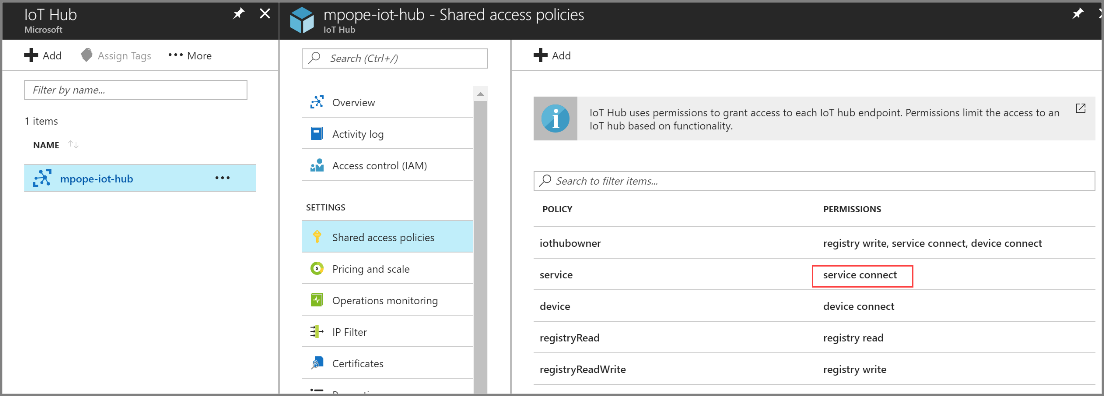 IoT Hub
Microsoft
Add Assign Tags More
Filter by name...
1 items
NAME
mpope-iot-hub
mpope-iot-hub - Shared access policies
IoT Hub
Search (Ctrl+/)
Overview
Activity log
Access control (IAM)
SETTINGS
Shared access policies
Pricing and scale
Operations monitoring
IP Filter
Certificates
Add
IoT Hub uses permissions to grant access to each IoT hub endpoint. Permissions limit the access to an
IoT hub based on functionality.
Search to filter items...
POLICY PERMISSIONS
iothubowner registry write, service connect, device connect
service service connect
device device connect
registryRead registry read
registryReadWrite registry write